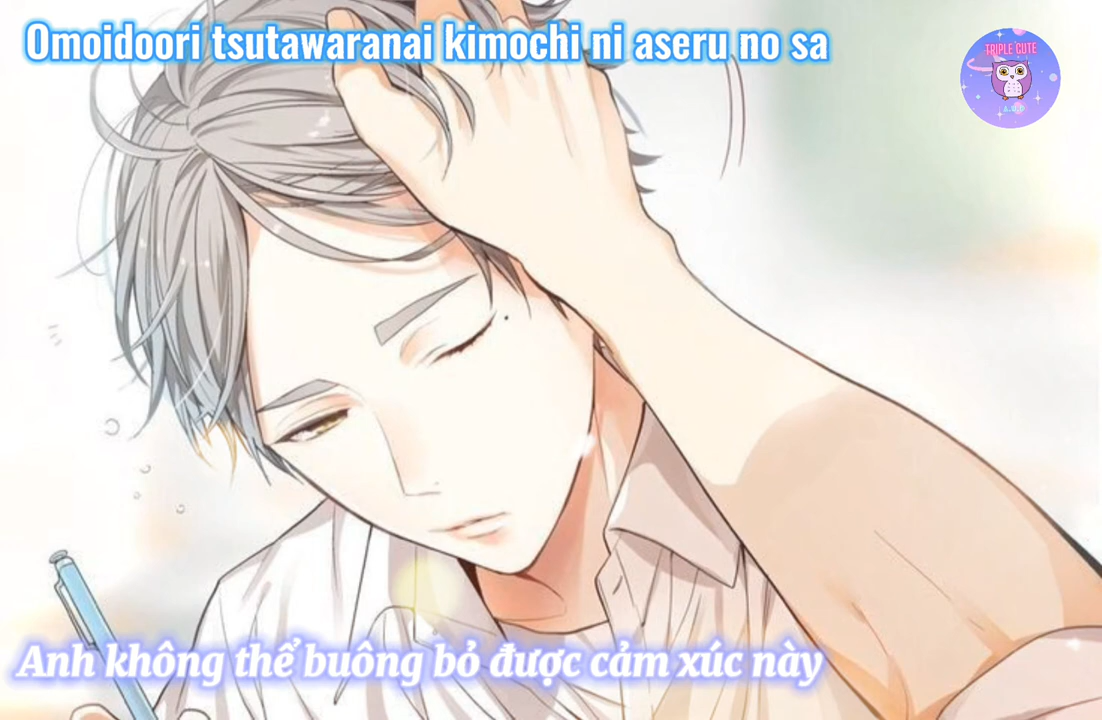 Omoidoori tsutawaranai kimochi ni aseru no sa
TRIPLE CUTE
Anh không thể buông bỏ được cảm xúc này